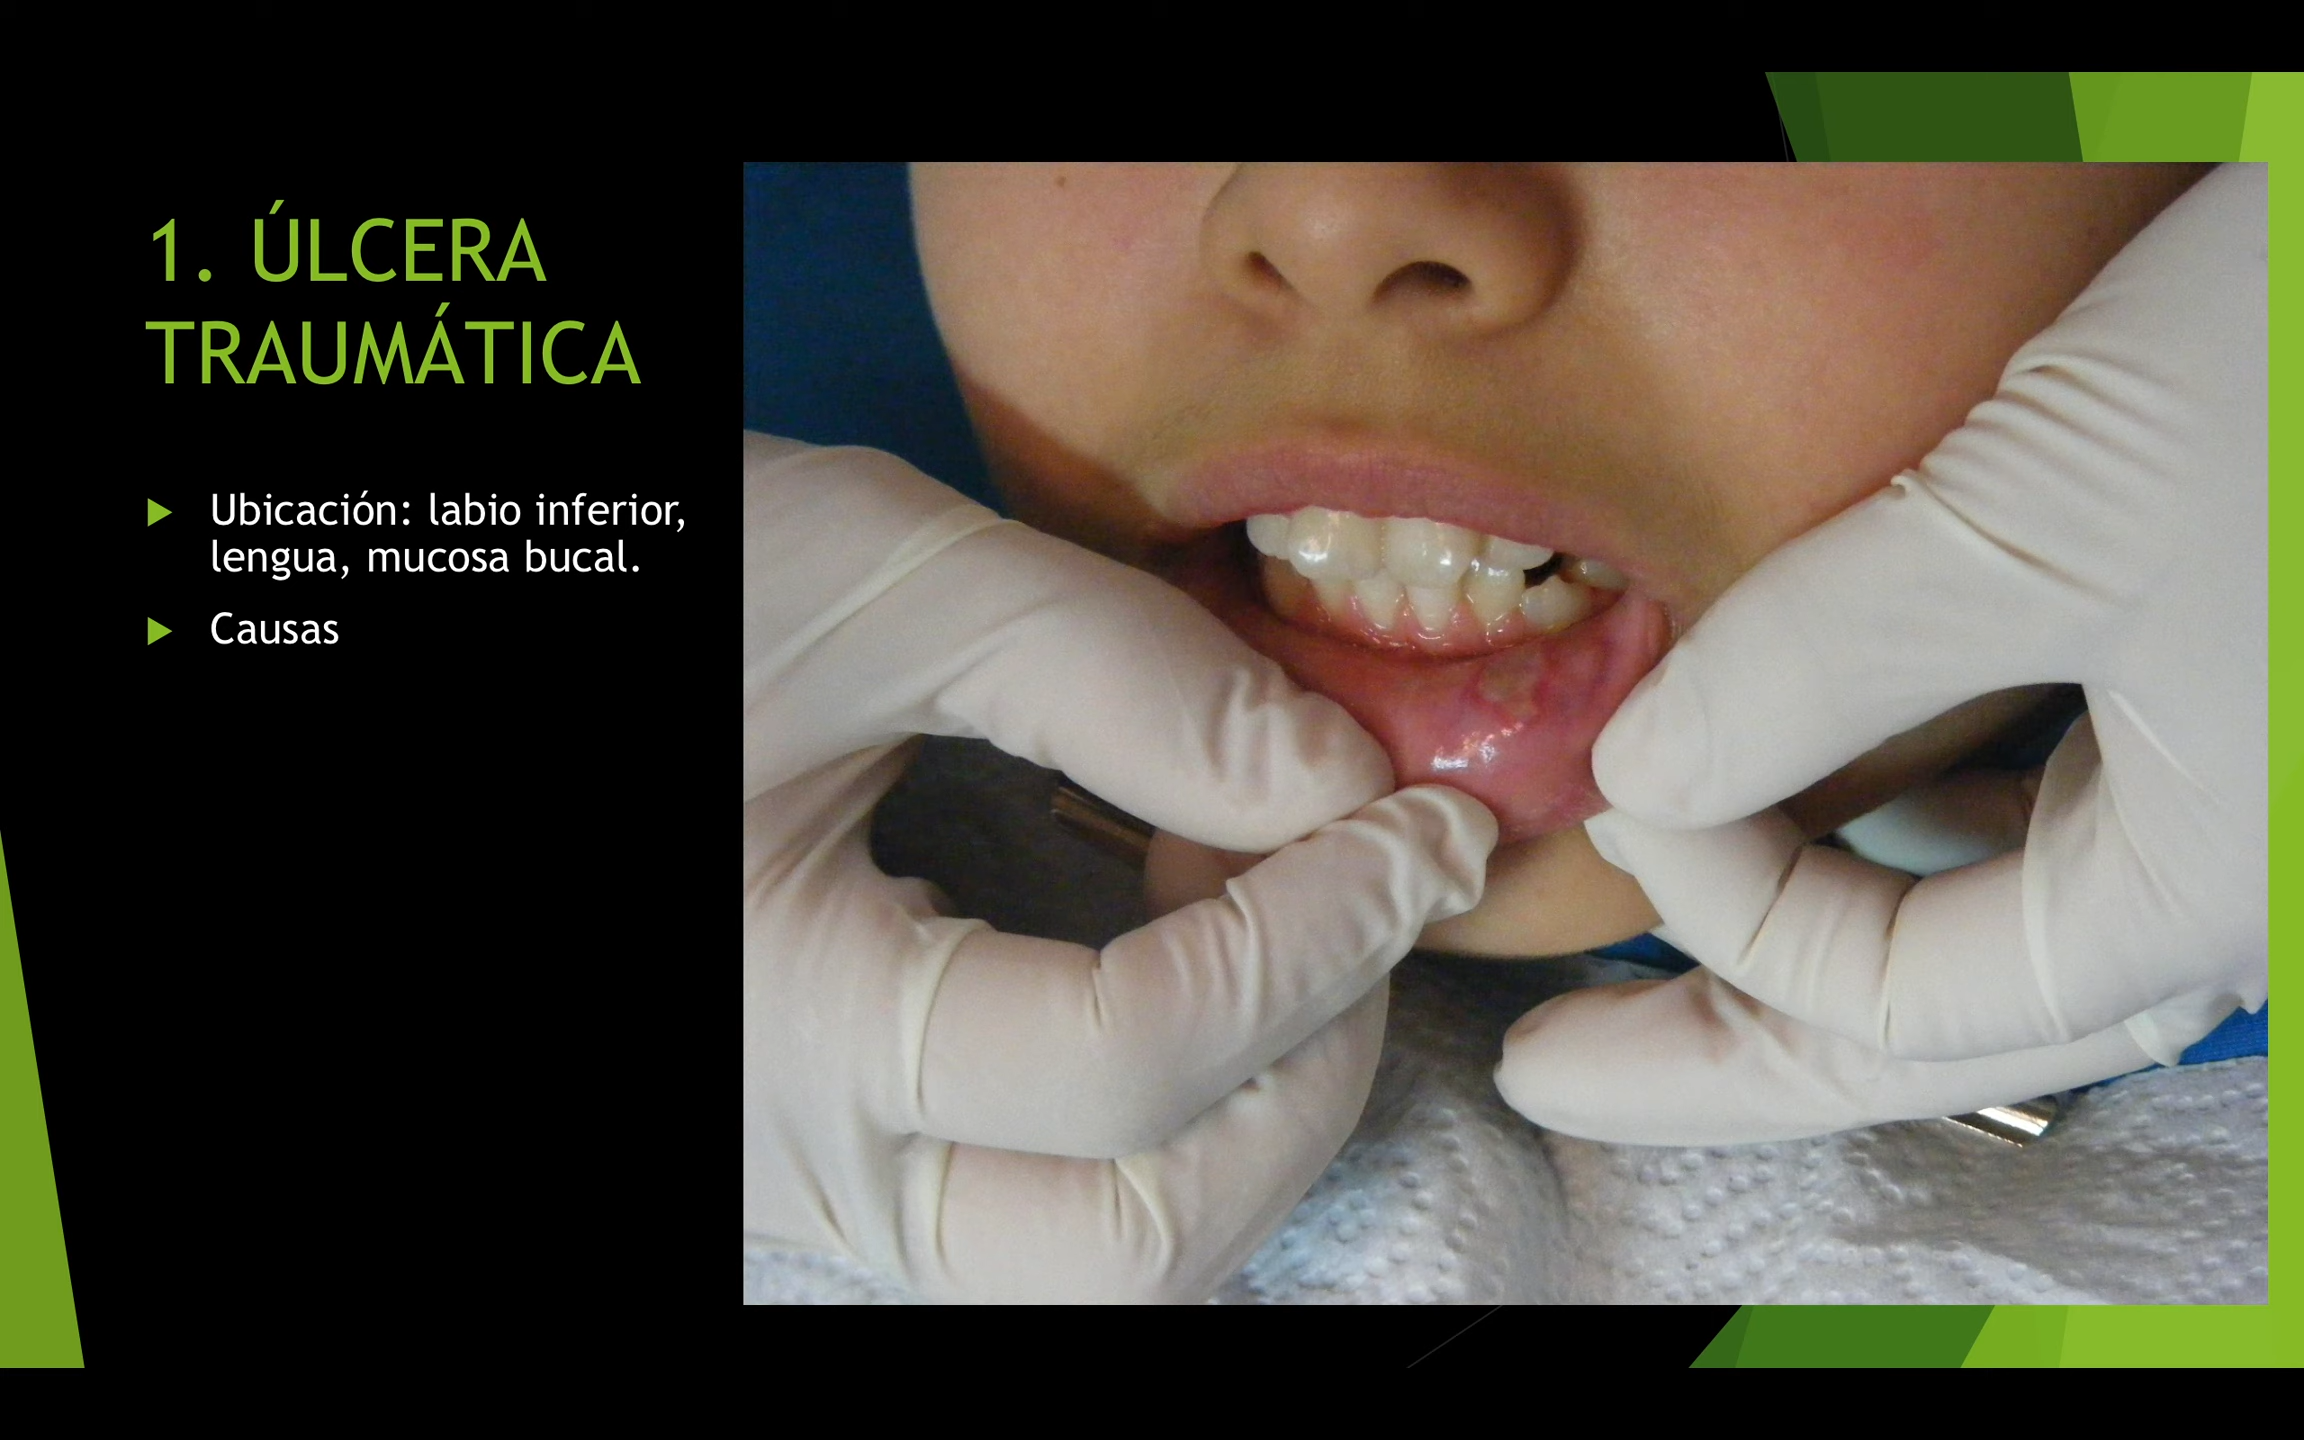 1. ÚLCERA
TRAUMÁTICA
Ubicación: labio inferior,
lengua, mucosa bucal.
Causas